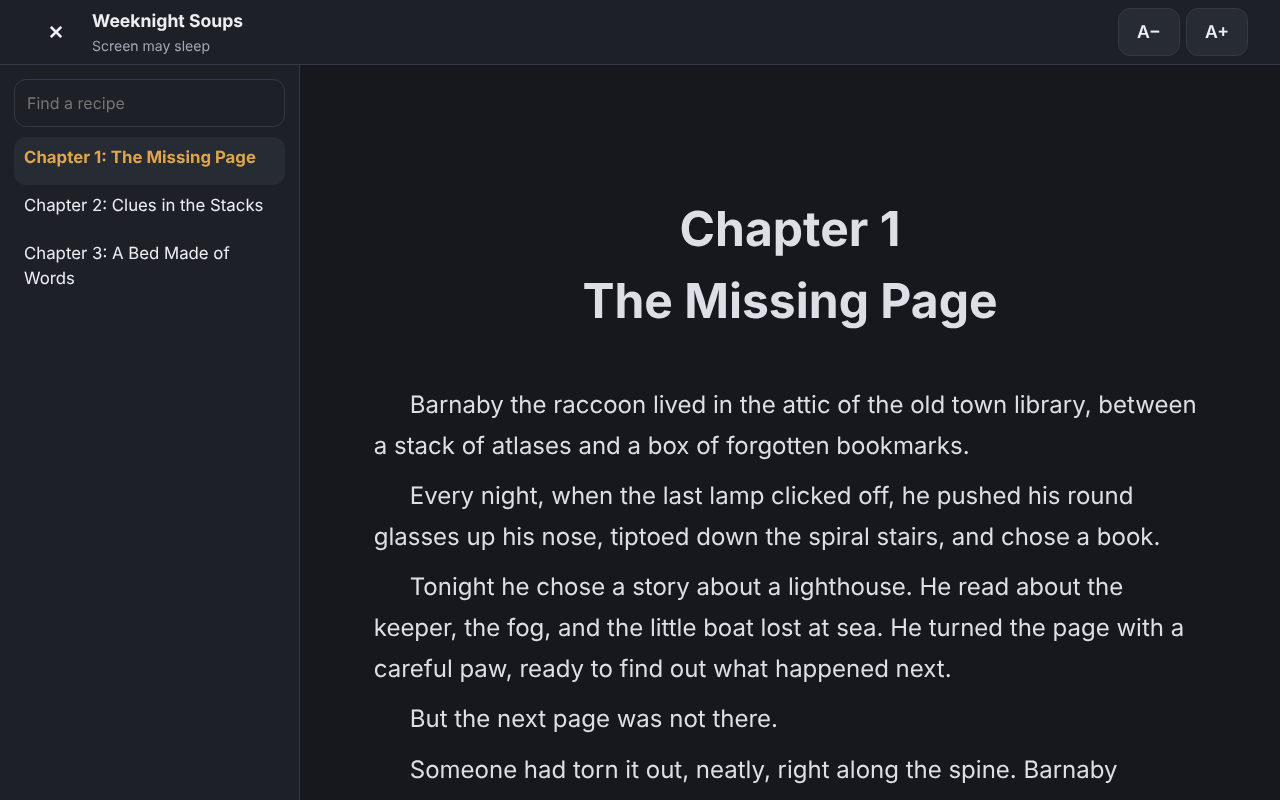 ✕
Weeknight Soups
Screen may sleep
A−
A+
Find a recipe
Chapter 1: The Missing Page
Chapter 2: Clues in the Stacks
Chapter 3: A Bed Made of
Words
Chapter 1
The Missing Page
Barnaby the raccoon lived in the attic of the old town library, between
a stack of atlases and a box of forgotten bookmarks.
Every night, when the last lamp clicked off, he pushed his round
glasses up his nose, tiptoed down the spiral stairs, and chose a book.
Tonight he chose a story about a lighthouse. He read about the
keeper, the fog, and the little boat lost at sea. He turned the page with a
careful paw, ready to find out what happened next.
But the next page was not there.
Someone had torn it out, neatly, right along the spine. Barnaby